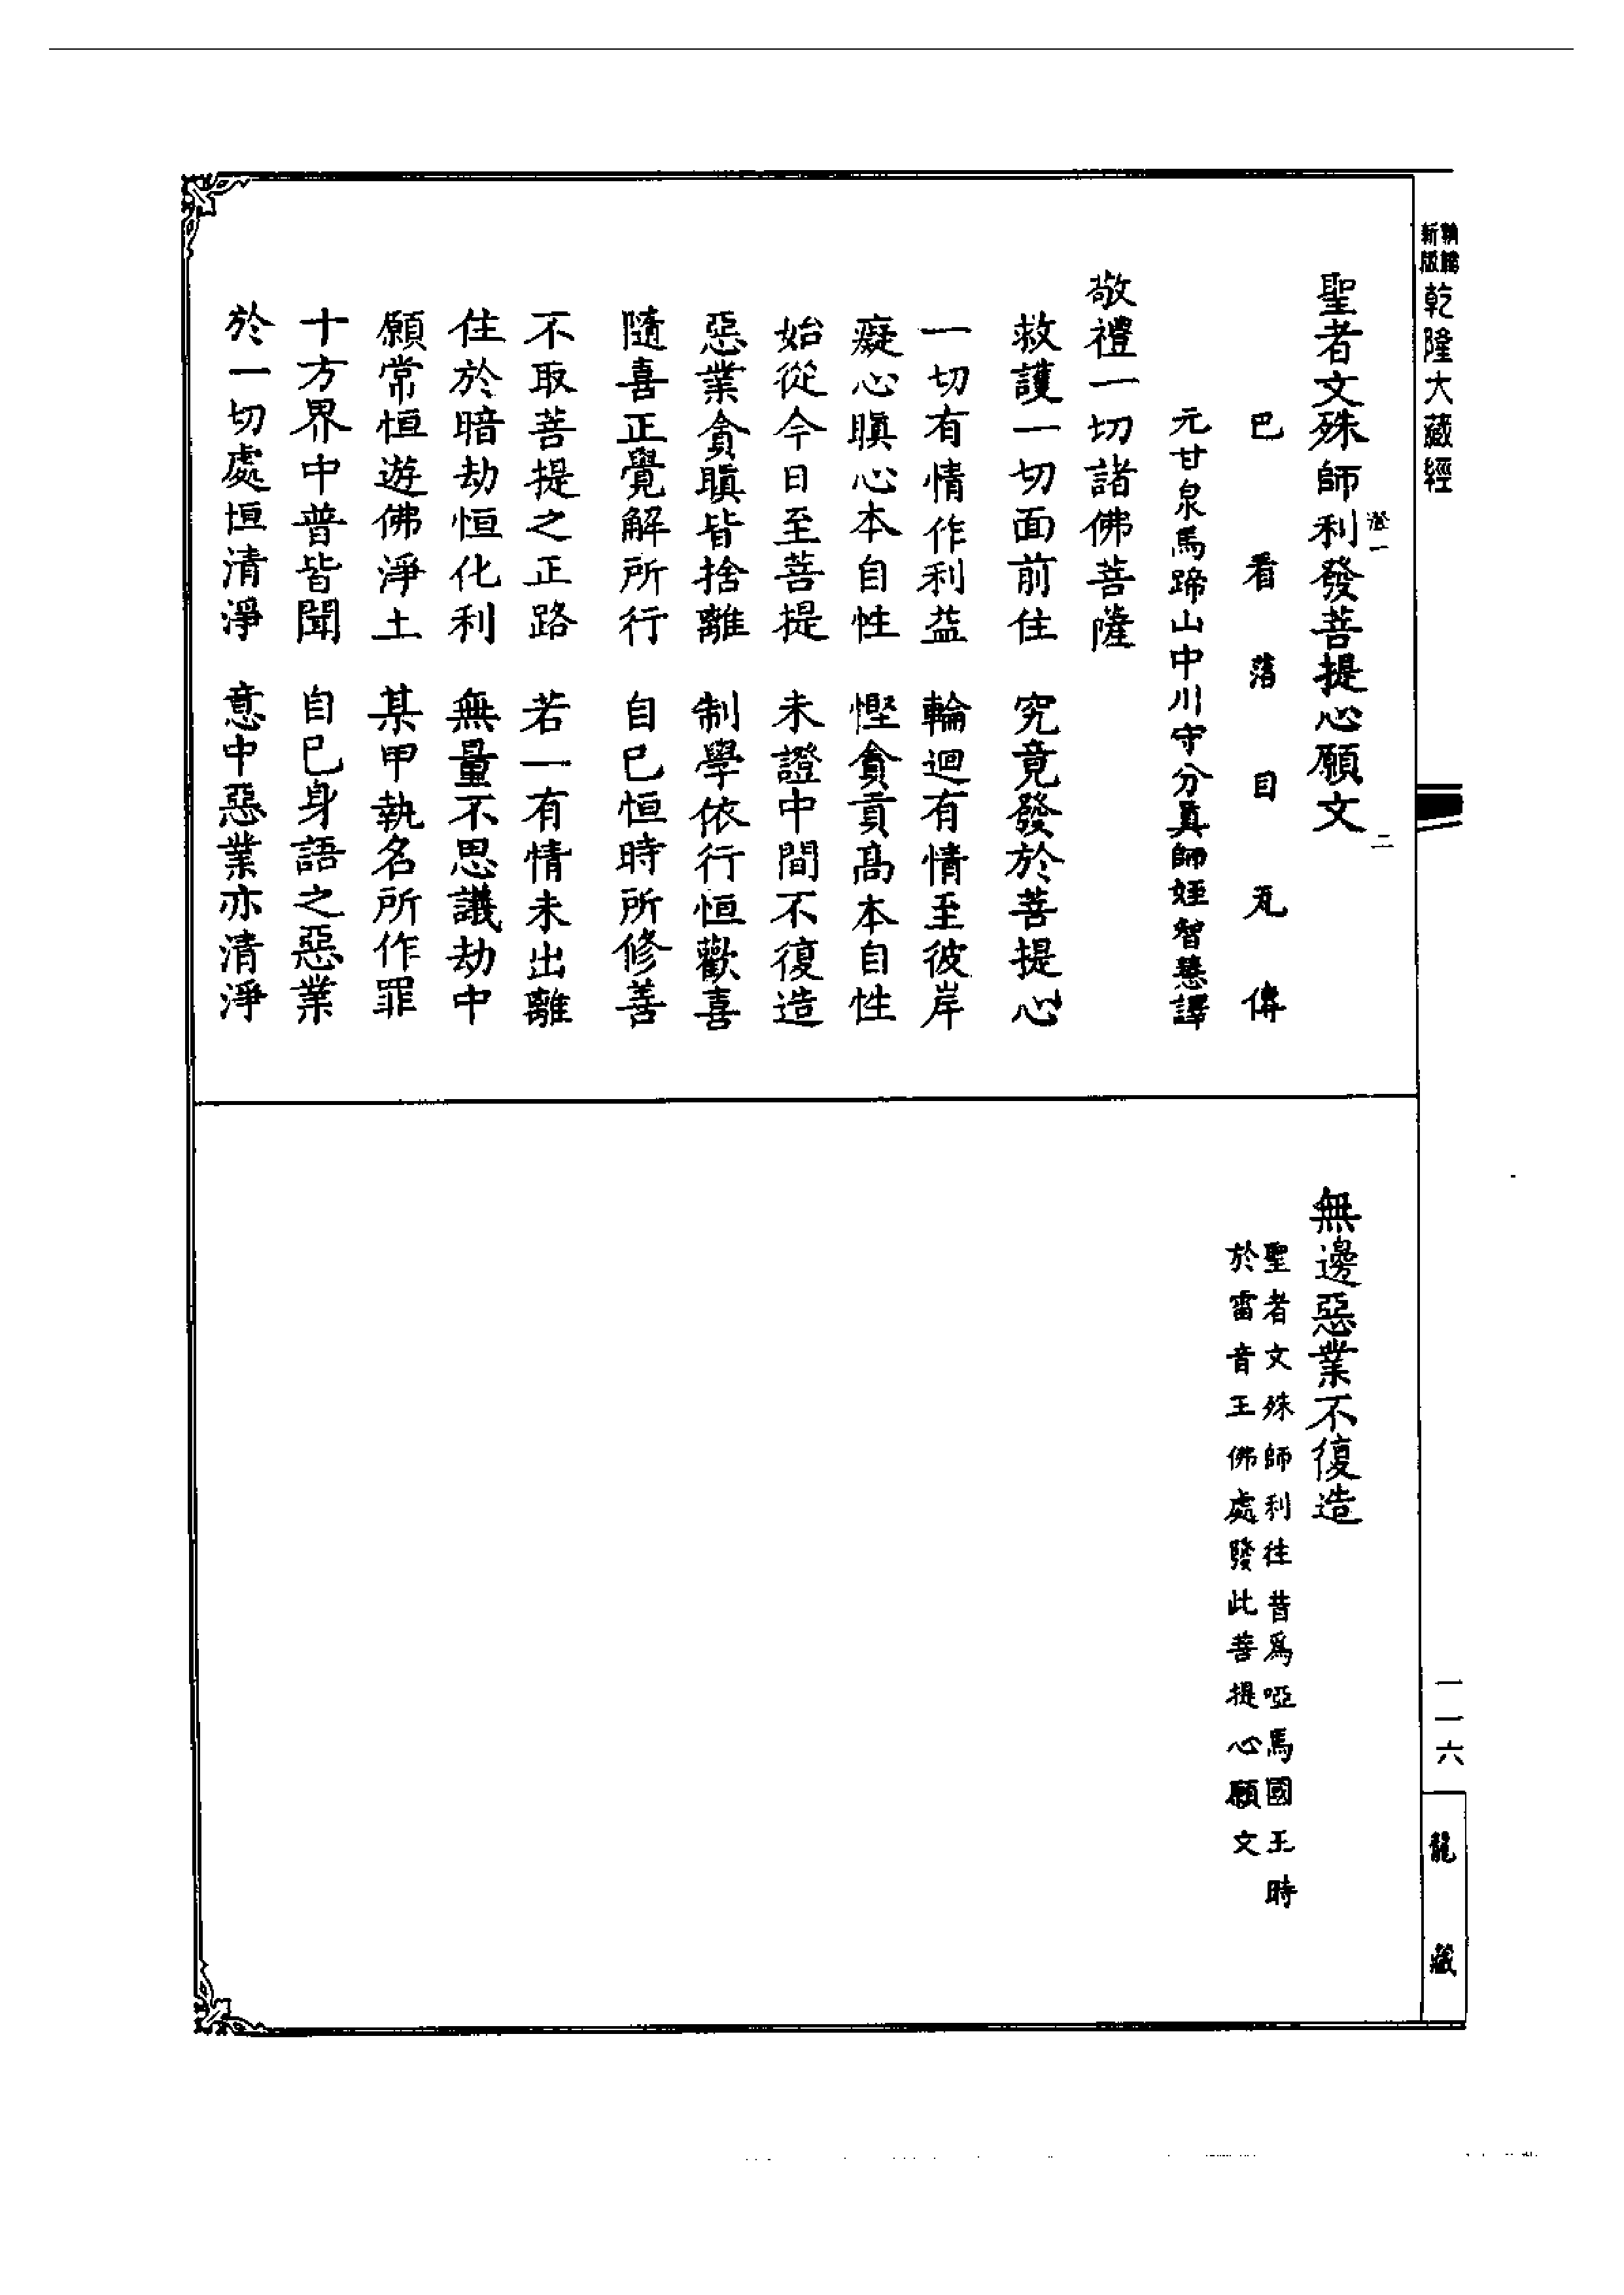 新版
乾隆大藏經
一一六
龍藏
聖者文殊師利發菩提心願文
二
巴看落目瓦傳
元甘泉馬蹄山中川守分真師姪智慧譯
敬禮一切諸佛菩薩
救護一切面前住 究竟發於菩提心
一切有情作利益 輪迴有情至彼岸
癡心瞋心本自性 慳貪貢高本自性
始從今日至菩提 未證中間不復造
惡業貪瞋皆捨離 制學依行恒歡喜
隨喜正覺解所行 自巳恒時所修善
不取菩提之正路 若一有情未出離
住於暗劫恒化利 無量不思議劫中
願常恒遊佛淨土 某甲執名所作罪
十方界中普皆聞 自巳身語之惡業
於一切處恒清淨 意中惡業亦清淨
無邊惡業不復造
聖者文殊師利往昔爲啞馬國王時
於雷音王佛處發此菩提心願文